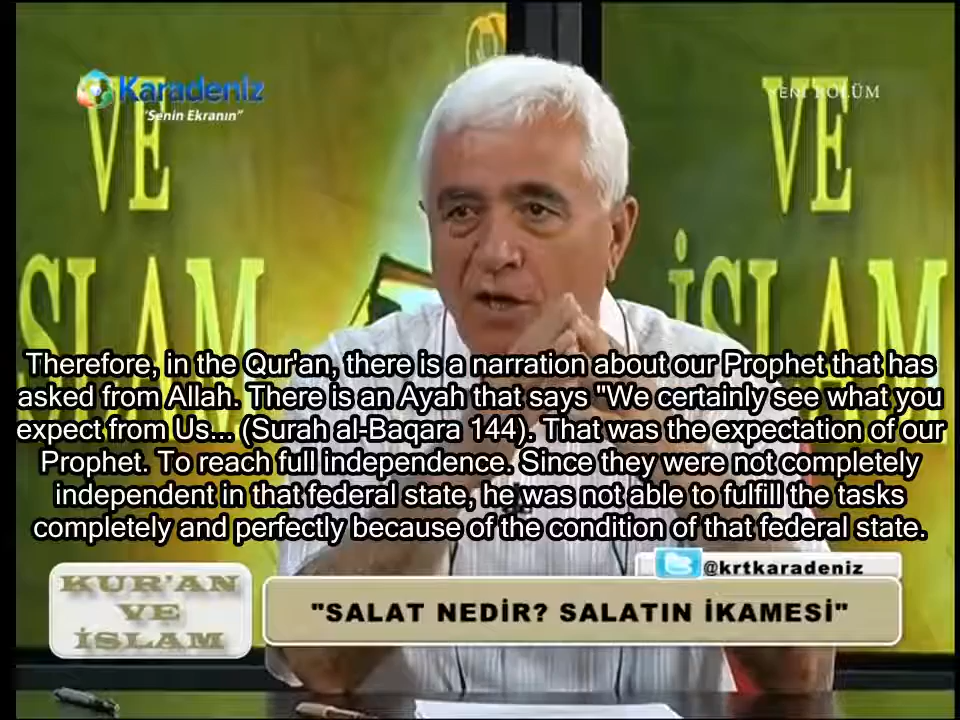 Karadeniz
"Senin Ekranın"
YENİ BÖLÜM
VE
İSLAM
VE
İSLAM
Therefore, in the Qur'an, there is a narration about our Prophet that has
asked from Allah. There is an Ayah that says "We certainly see what you
expect from Us... (Surah al-Baqara 144). That was the expectation of our
Prophet. To reach full independence. Since they were not completely
independent in that federal state, he was not able to fulfill the tasks
completely and perfectly because of the condition of that federal state.
@krtkaradeniz
KUR'AN
VE
İSLAM
"SALAT NEDİR? SALATIN İKAMESİ"